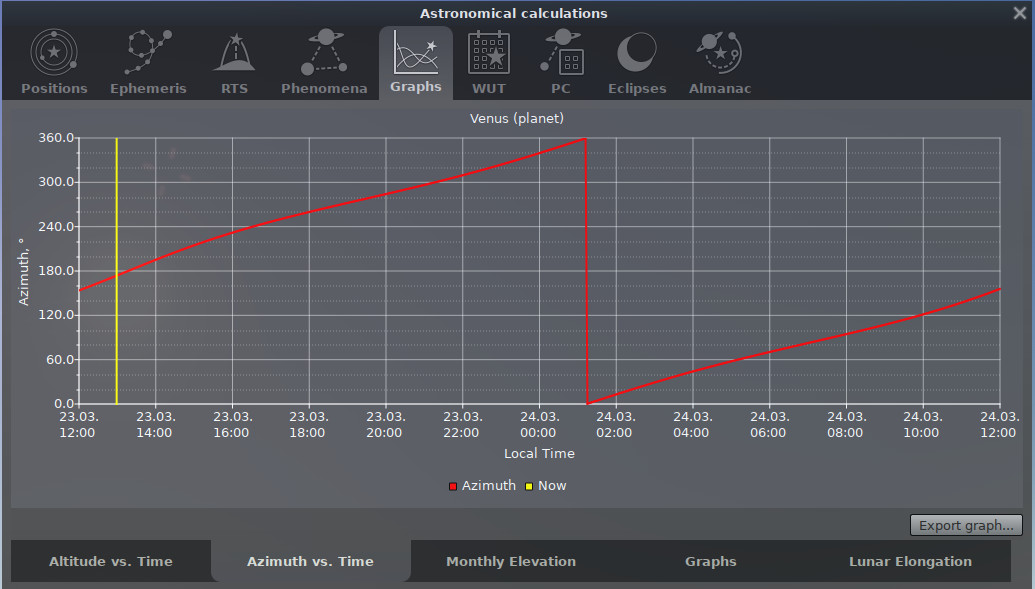 Astronomical calculations
Positions Ephemeris RTS Phenomena Graphs WUT PC Eclipses Almanac
Venus (planet)
360.0
300.0
240.0
180.0
120.0
60.0
0.0
Azimuth, °
23.03. 23.03. 23.03. 23.03. 23.03. 23.03. 24.03. 24.03. 24.03. 24.03. 24.03. 24.03. 24.03.
12:00 14:00 16:00 18:00 20:00 22:00 00:00 02:00 04:00 06:00 08:00 10:00 12:00
Local Time
Azimuth Now
Export graph...
Altitude vs. Time Azimuth vs. Time Monthly Elevation Graphs Lunar Elongation